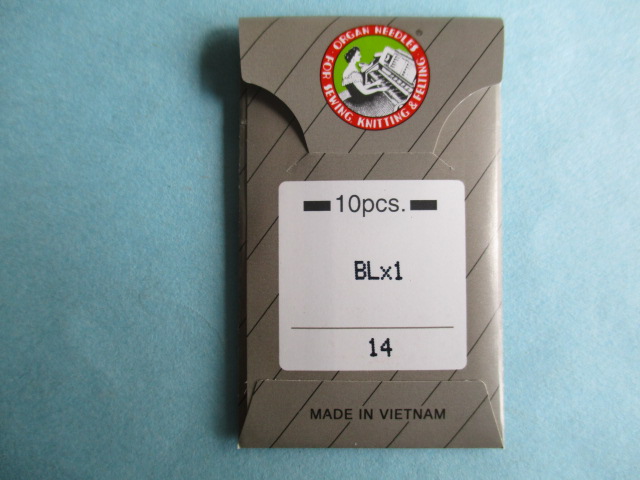 ORGAN NEEDLES
FOR SEWING, KNITTING & FELTING
®
10pcs.
BLx1
14
MADE IN VIETNAM